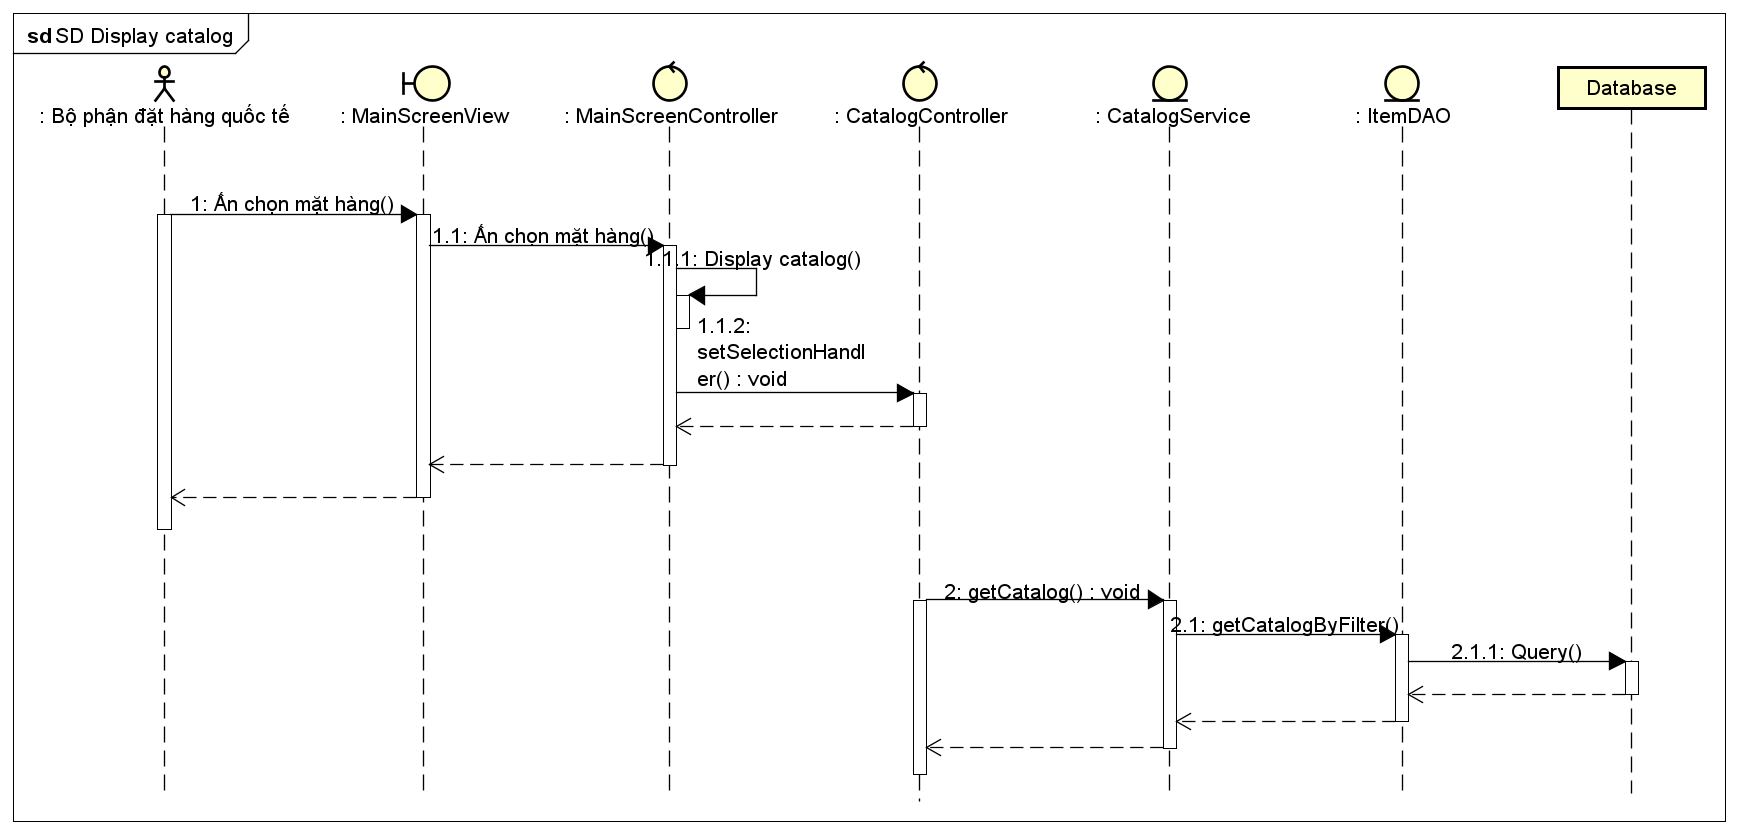 sd SD Display catalog
: Bộ phận đặt hàng quốc tế
: MainScreenView
: MainScreenController
: CatalogController
: CatalogService
: ItemDAO
Database
1: Ấn chọn mặt hàng()
1.1: Ấn chọn mặt hàng()
1.1.1: Display catalog()
1.1.2:
setSelectionHandl
er() : void
2: getCatalog() : void
2.1: getCatalogByFilter()
2.1.1: Query()